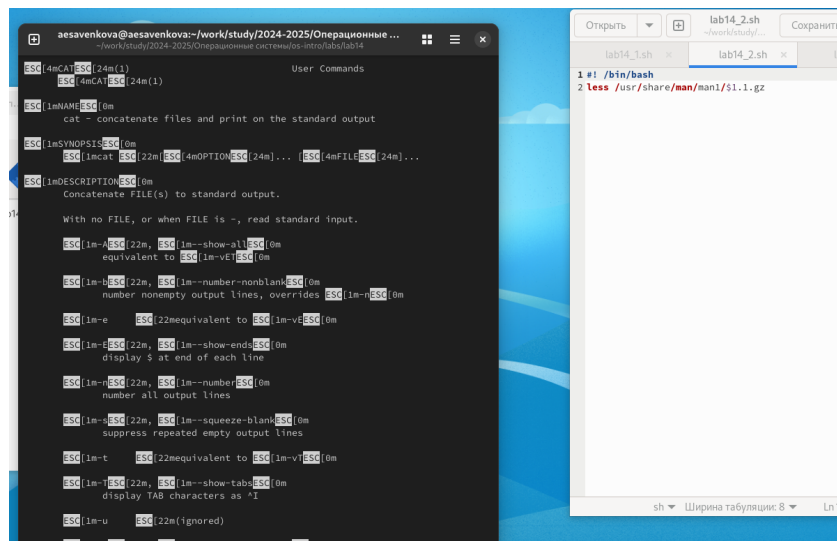 aesavenkova@aesavenkova:~/work/study/2024-2025/Операционные ...
~/work/study/2024-2025/Операционные системы/os-intro/labs/lab14
ESC[4mCATESC[24m(1) User Commands
ESC[4mCATESC[24m(1)
ESC[1mNAMEESC[0m
cat - concatenate files and print on the standard output
ESC[1mSYNOPSISESC[0m
ESC[1mcat ESC[22m[ESC[4mOPTIONESC[24m]... [ESC[4mFILEESC[24m]...
ESC[1mDESCRIPTIONESC[0m
Concatenate FILE(s) to standard output.
With no FILE, or when FILE is -, read standard input.
ESC[1m-AESC[22m, ESC[1m--show-allESC[0m
equivalent to ESC[1m-vETESC[0m
ESC[1m-bESC[22m, ESC[1m--number-nonblankESC[0m
number nonempty output lines, overrides ESC[1m-nESC[0m
ESC[1m-e ESC[22mequivalent to ESC[1m-vEESC[0m
ESC[1m-EESC[22m, ESC[1m--show-endsESC[0m
display $ at end of each line
ESC[1m-nESC[22m, ESC[1m--numberESC[0m
number all output lines
ESC[1m-sESC[22m, ESC[1m--squeeze-blankESC[0m
suppress repeated empty output lines
ESC[1m-t ESC[22mequivalent to ESC[1m-vTESC[0m
ESC[1m-TESC[22m, ESC[1m--show-tabsESC[0m
display TAB characters as ^I
ESC[1m-u ESC[22m(ignored)
Открыть
lab14_2.sh
~/work/study/...
Сохранить
lab14_1.sh × lab14_2.sh ×
1 #! /bin/bash
2 less /usr/share/man/man1/$1.1.gz
sh Ширина табуляции: 8 Ln